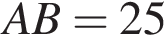 AB = 25